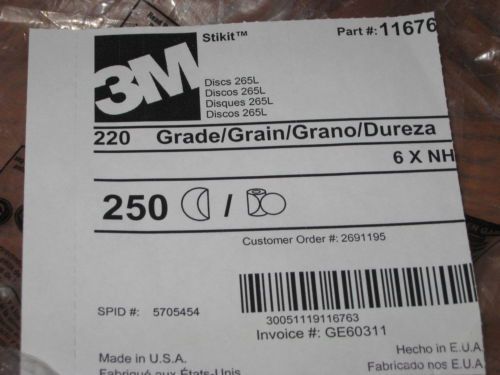 3M
Stikit™
Part #: 11676
Discs 265L
Discos 265L
Disques 265L
Discos 265L
220 Grade/Grain/Grano/Dureza
6 X NH
250 /
Customer Order #: 2691195
SPID #: 5705454
30051119116763
Invoice #: GE60311
Made in U.S.A.
Hecho in E.U.A.
Fabriqué aux États-Unis
Fabricado nos E.U.A.